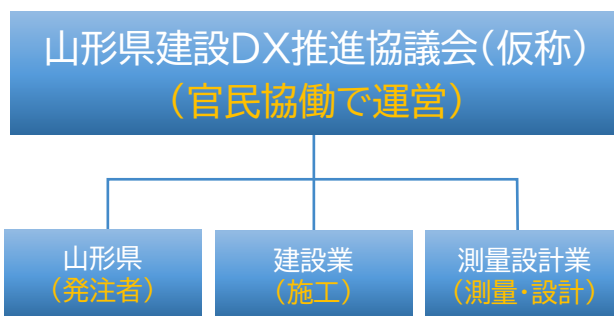 山形県建設DX推進協議会(仮称)
(官民協働で運営)
山形県
(発注者)
建設業
(施工)
測量設計業
(測量・設計)